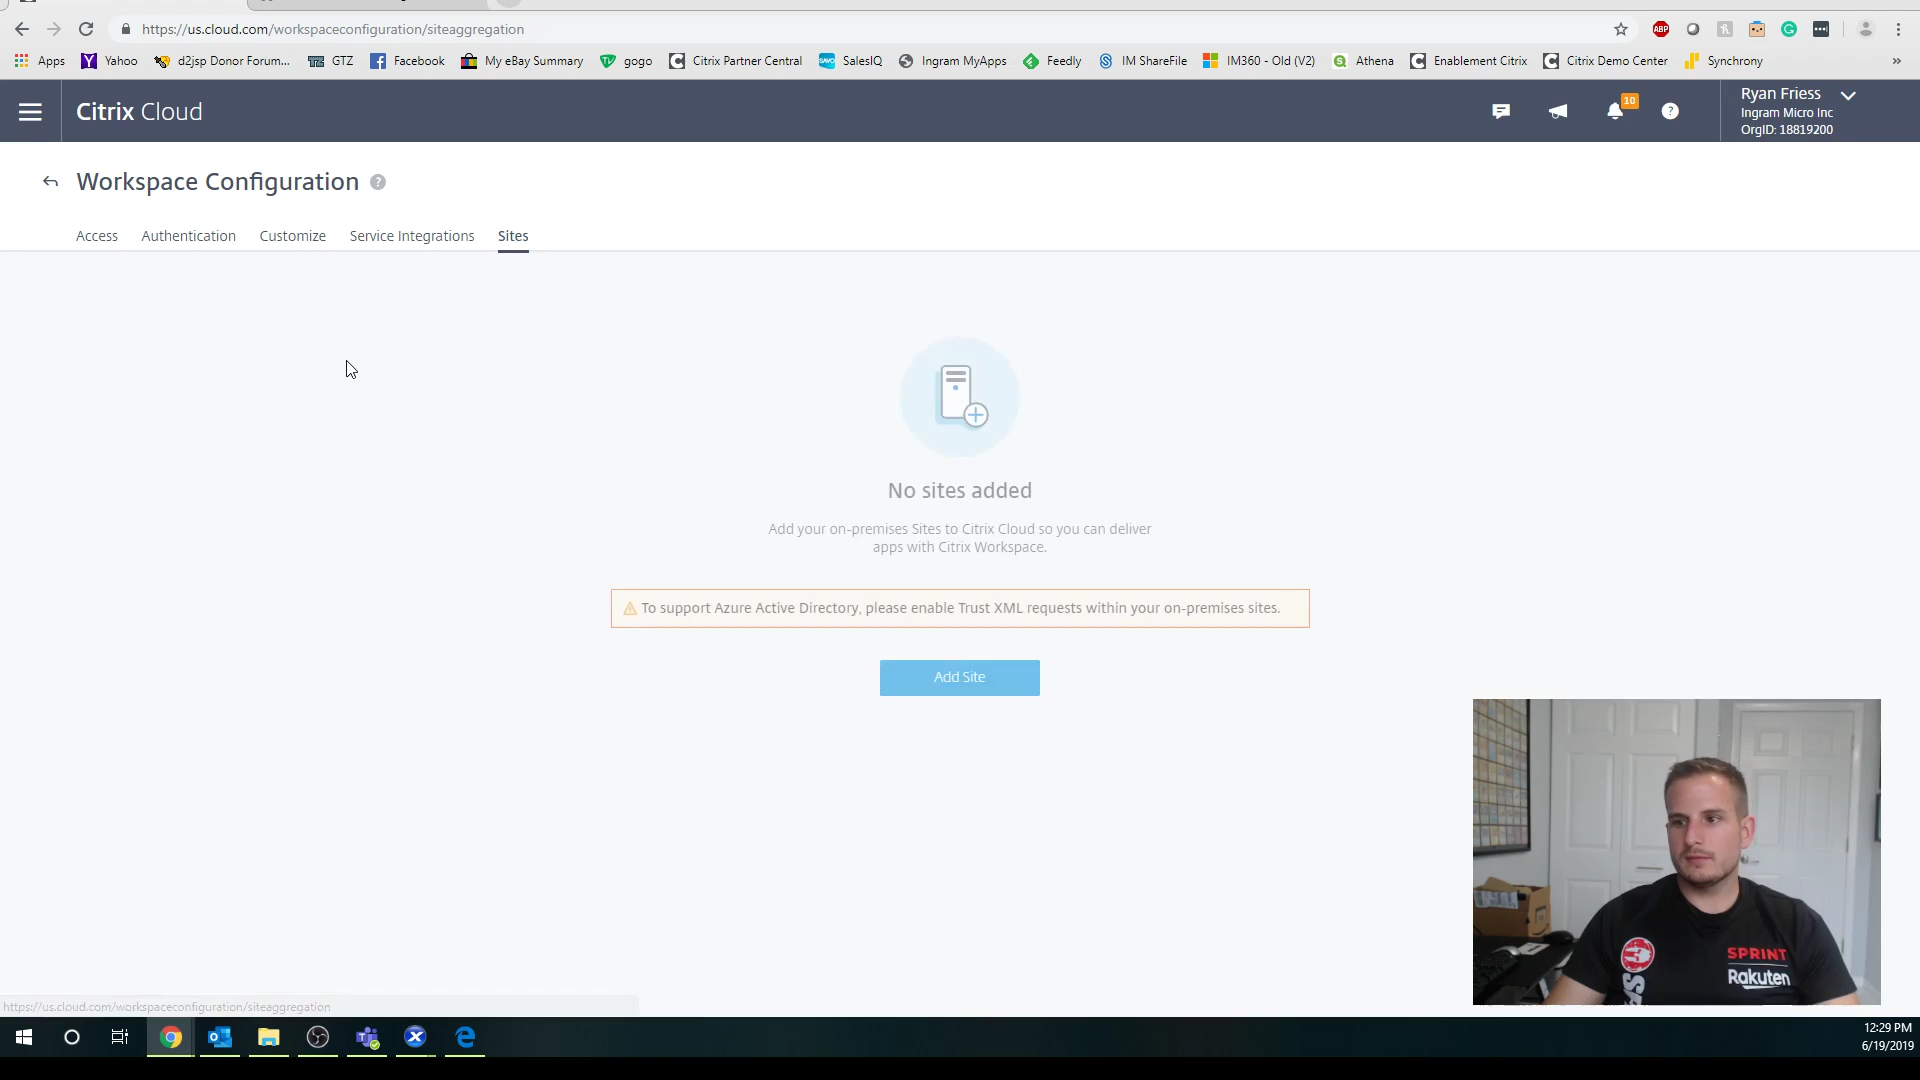 https://us.cloud.com/workspaceconfiguration/siteaggregation
ABP
Apps
Yahoo
d2jsp Donor Forum...
GTZ
Facebook
My eBay Summary
gogo
Citrix Partner Central
SalesIQ
Ingram MyApps
Feedly
IM ShareFile
IM360 - Old (V2)
Athena
Enablement Citrix
Citrix Demo Center
Synchrony
»
Citrix Cloud
10
Ryan Friess
Ingram Micro Inc
OrgID: 18819200
Workspace Configuration
Access
Authentication
Customize
Service Integrations
Sites
No sites added
Add your on-premises Sites to Citrix Cloud so you can deliver
apps with Citrix Workspace.
To support Azure Active Directory, please enable Trust XML requests within your on-premises sites.
Add Site
SPRINT
Rakuten
https://us.cloud.com/workspaceconfiguration/siteaggregation
12:29 PM
6/19/2019